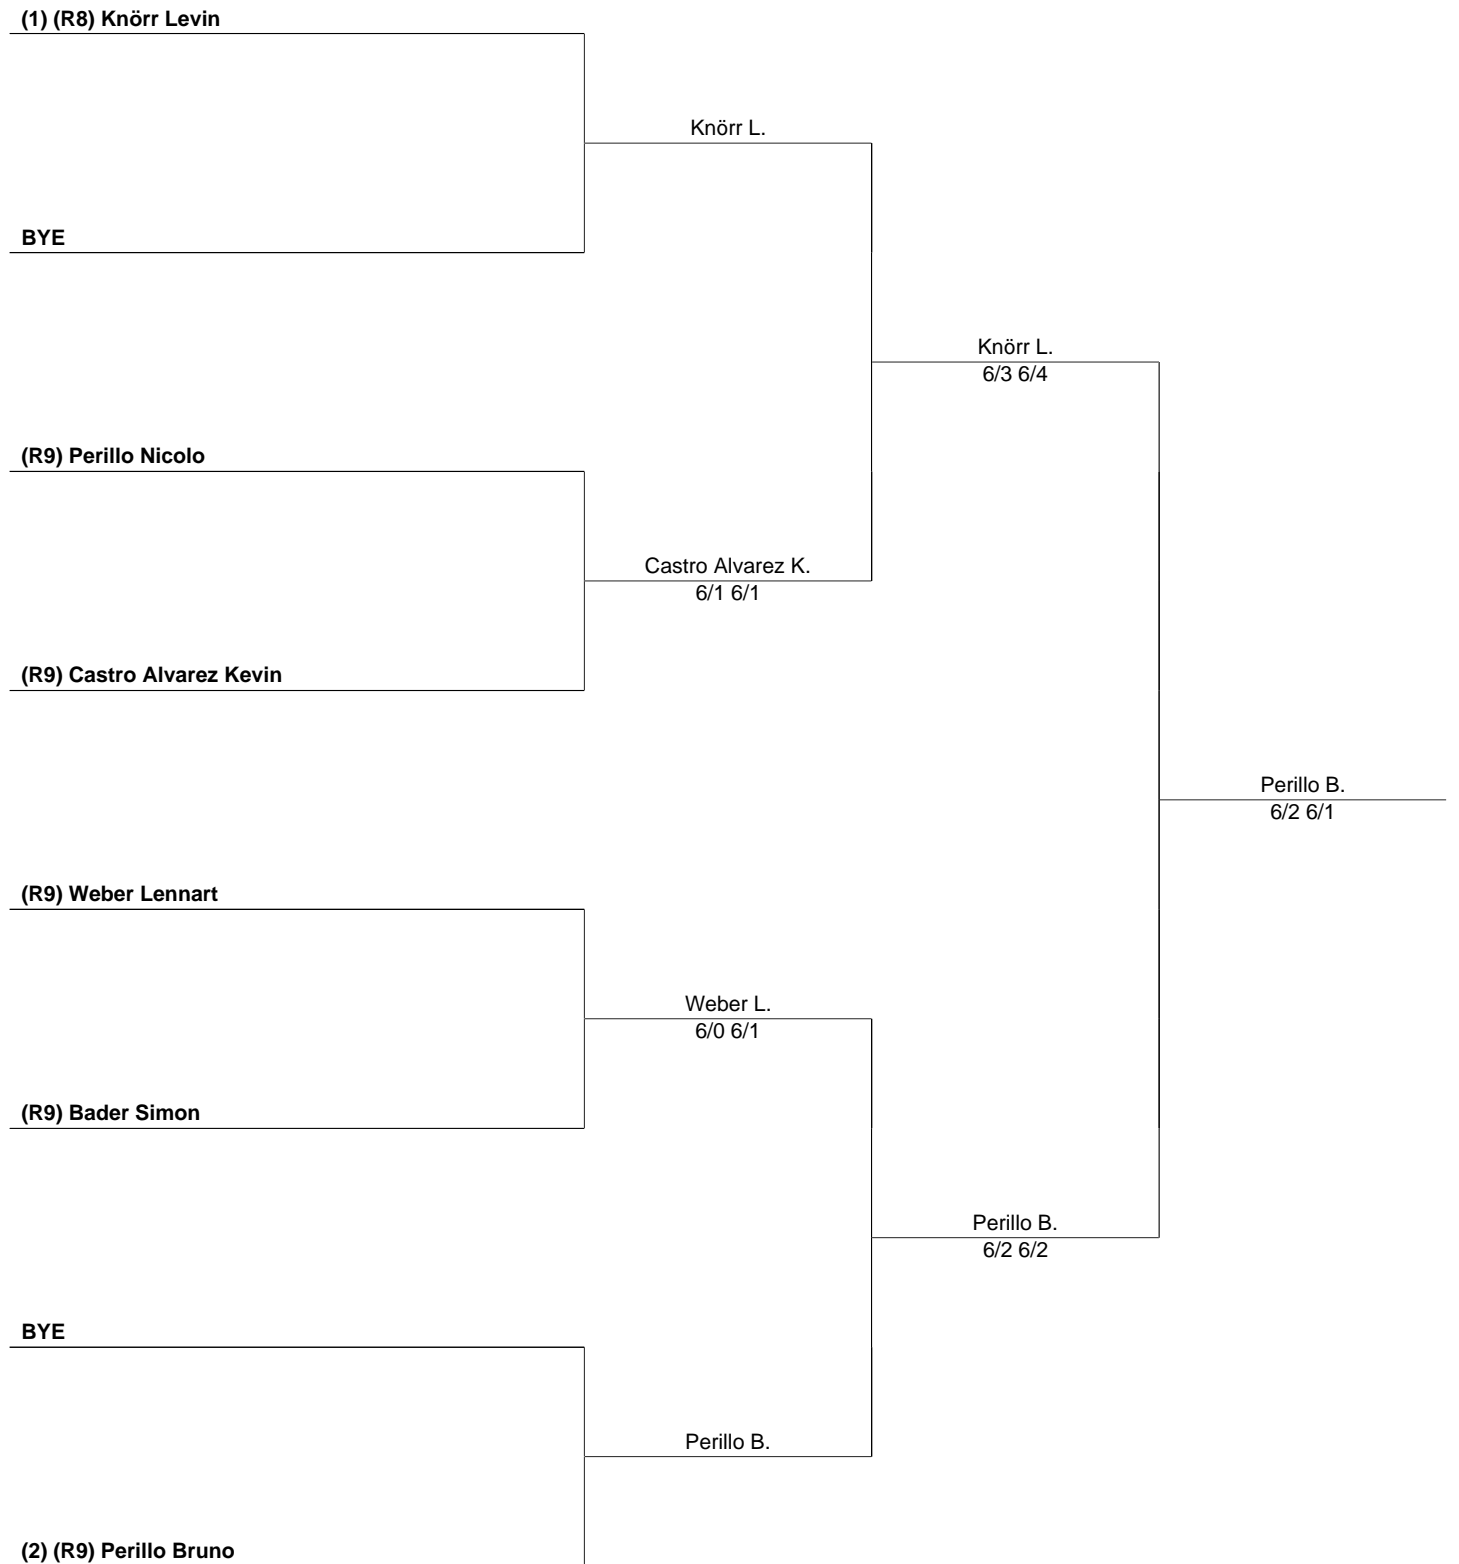 (1) (R8) Knörr Levin
Knörr L.
BYE
Knörr L.
6/3 6/4
(R9) Perillo Nicolo
Castro Alvarez K.
6/1 6/1
(R9) Castro Alvarez Kevin
Perillo B.
6/2 6/1
(R9) Weber Lennart
Weber L.
6/0 6/1
(R9) Bader Simon
Perillo B.
6/2 6/2
BYE
Perillo B.
(2) (R9) Perillo Bruno